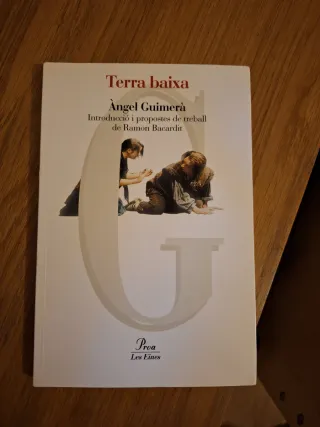 Terra baixa
Àngel Guimerà
Introducció i propostes de treball
de Ramon Bacardit
G
Proa
Les Eines